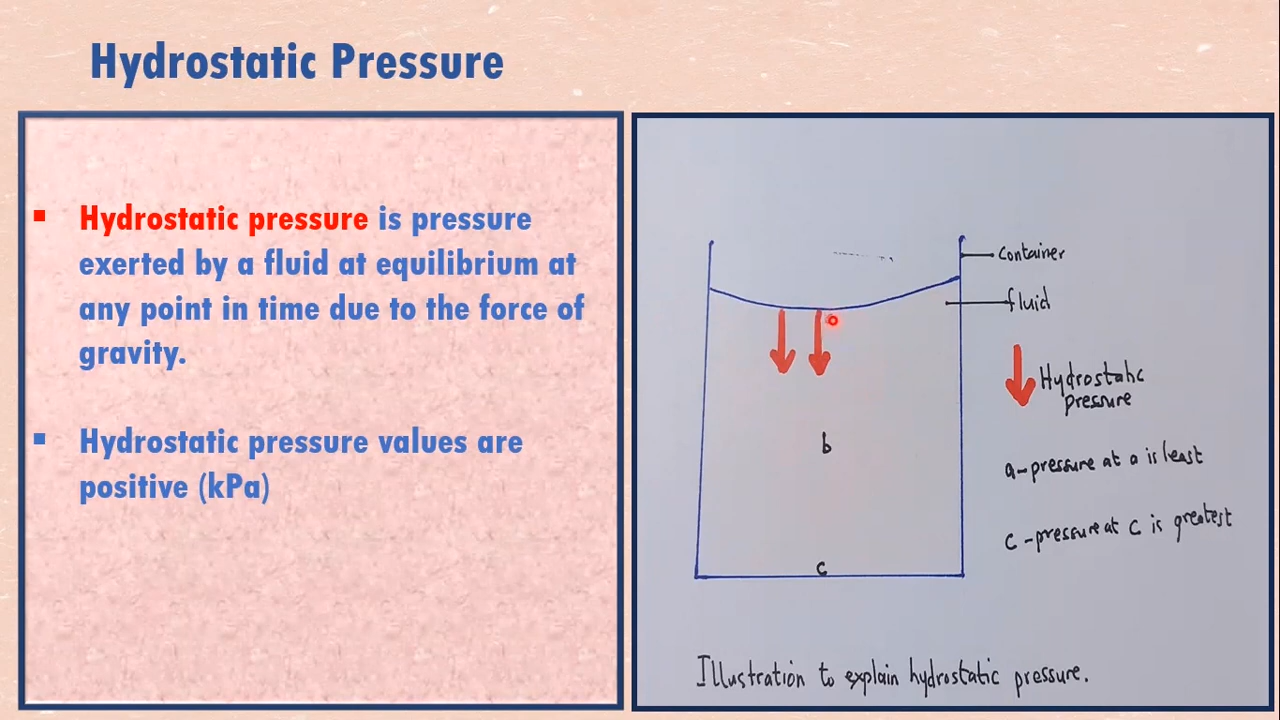 Hydrostatic Pressure
Hydrostatic pressure is pressure
exerted by a fluid at equilibrium at
any point in time due to the force of
gravity.
Hydrostatic pressure values are
positive (kPa)
container
fluid
Hydrostatic
pressure
b
a-pressure at a is least
c-pressure at c is greatest
c
Illustration to explain hydrostatic pressure.